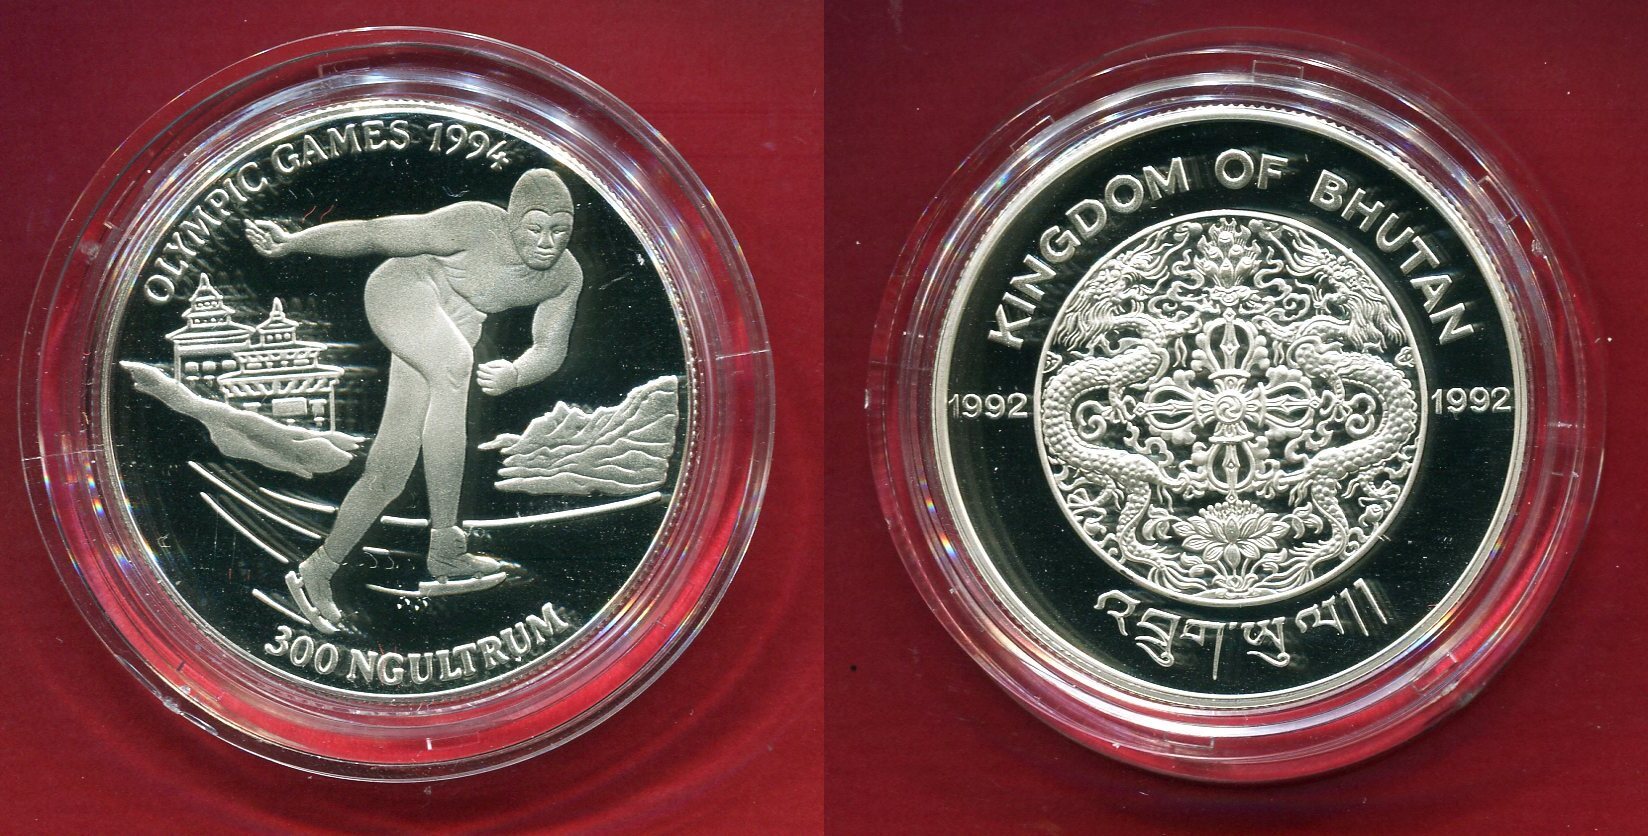 OLYMPIC GAMES 1994
300 NGULTRUM
KINGDOM OF BHUTAN
1992 1992
འབྲུག་ཨུ་ལ།།